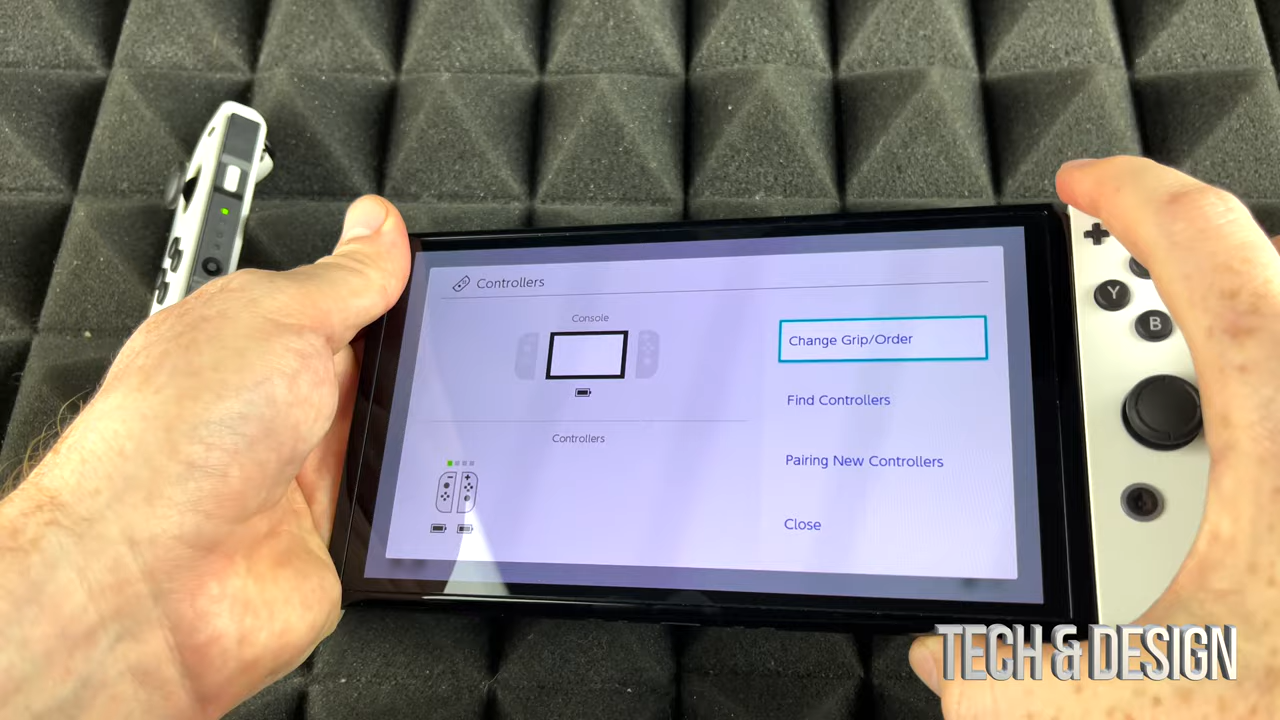 Controllers
Console
Change Grip/Order
Find Controllers
Controllers
Pairing New Controllers
Close
Y
B
TECH & DESIGN